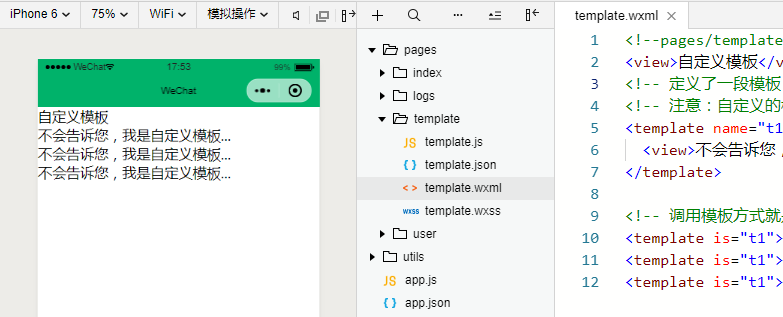 iPhone 6 75% WiFi 模拟操作
template.wxml
WeChat 17:53 99%
WeChat
自定义模板
不会告诉您，我是自定义模板...
不会告诉您，我是自定义模板...
不会告诉您，我是自定义模板...
pages
index
logs
template
JS template.js
{ } template.json
< > template.wxml
wxss template.wxss
user
utils
JS app.js
{ } app.json
1 <!--pages/template
2 <view>自定义模板</v
3 <!-- 定义了一段模板
4 <!-- 注意：自定义的
5 <template name="t1
6 <view>不会告诉您，
7 </template>
8
9 <!-- 调用模板方式就
10 <template is="t1">
11 <template is="t1">
12 <template is="t1">